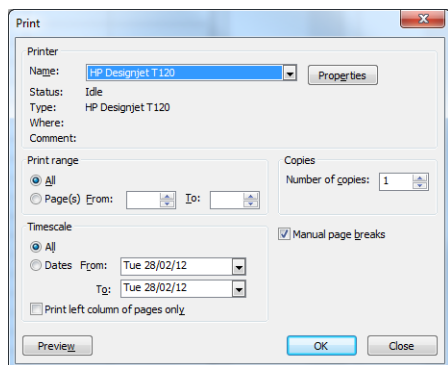 Print
Printer
Name: HP Designjet T120 Properties
Status: Idle
Type: HP Designjet T120
Where:
Comment:
Print range
All
Page(s) From: To:
Copies
Number of copies: 1
Timescale
All
Dates From: Tue 28/02/12
To: Tue 28/02/12
Print left column of pages only
Manual page breaks
Preview OK Close